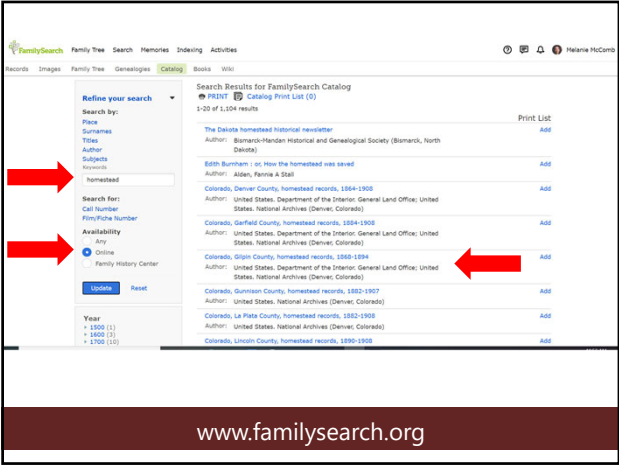 FamilySearch Family Tree Search Memories Indexing Activities Melanie McComb
Records Images Family Tree Genealogies Catalog Books Wiki
Refine your search
Search by:
Place
Surnames
Titles
Author
Subjects
Keywords
homestead
Search for:
Call Number
Film/Fiche Number
Availability
Any
Online
Family History Center
Update Reset
Year
1500 (1)
1600 (3)
1700 (10)
Search Results for FamilySearch Catalog
PRINT Catalog Print List (0)
1-20 of 1,104 results
Print List
The Dakota homestead historical newsletter Add
Author: Bismarck-Mandan Historical and Genealogical Society (Bismarck, North
Dakota)
Edith Burnham : or, How the homestead was saved Add
Author: Alden, Fannie A Stall
Colorado, Denver County, homestead records, 1864-1908 Add
Author: United States. Department of the Interior. General Land Office; United
States. National Archives (Denver, Colorado)
Colorado, Garfield County, homestead records, 1884-1908 Add
Author: United States. Department of the Interior. General Land Office; United
States. National Archives (Denver, Colorado)
Colorado, Gilpin County, homestead records, 1868-1894 Add
Author: United States. Department of the Interior. General Land Office; United
States. National Archives (Denver, Colorado)
Colorado, Gunnison County, homestead records, 1882-1907 Add
Author: United States. National Archives (Denver, Colorado)
Colorado, La Plata County, homestead records, 1882-1908 Add
Author: United States. National Archives (Denver, Colorado)
Colorado, Lincoln County, homestead records, 1890-1908 Add
www.familysearch.org